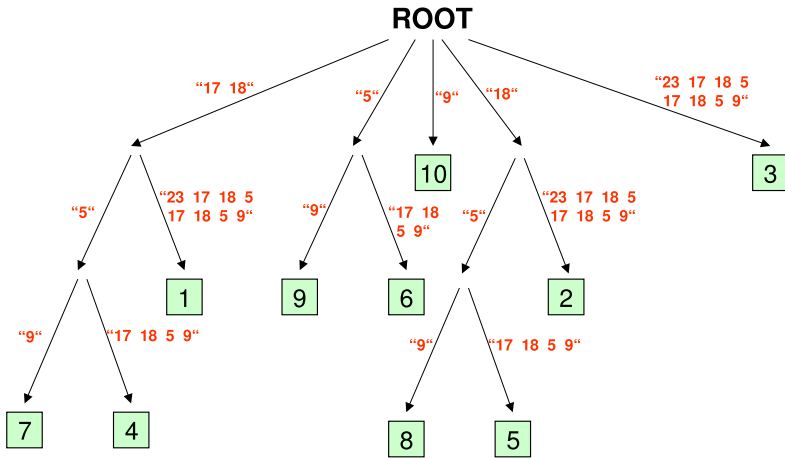 ROOT
“17 18“
“5“
“9“
“18“
“23 17 18 5
17 18 5 9“
10
3
“5“
“23 17 18 5
17 18 5 9“
“9“
“17 18
5 9“
“5“
“23 17 18 5
17 18 5 9“
1
9
6
2
“9“
“17 18 5 9“
“9“
“17 18 5 9“
7
4
8
5